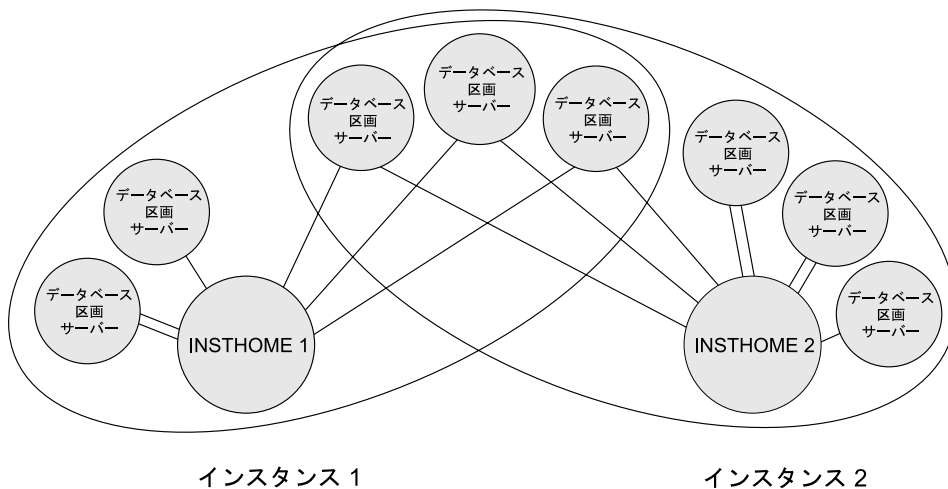 データベース
区画
サーバー
データベース
区画
サーバー
データベース
区画
サーバー
データベース
区画
サーバー
データベース
区画
サーバー
データベース
区画
サーバー
データベース
区画
サーバー
データベース
区画
サーバー
INSTHOME 1
INSTHOME 2
インスタンス 1
インスタンス 2